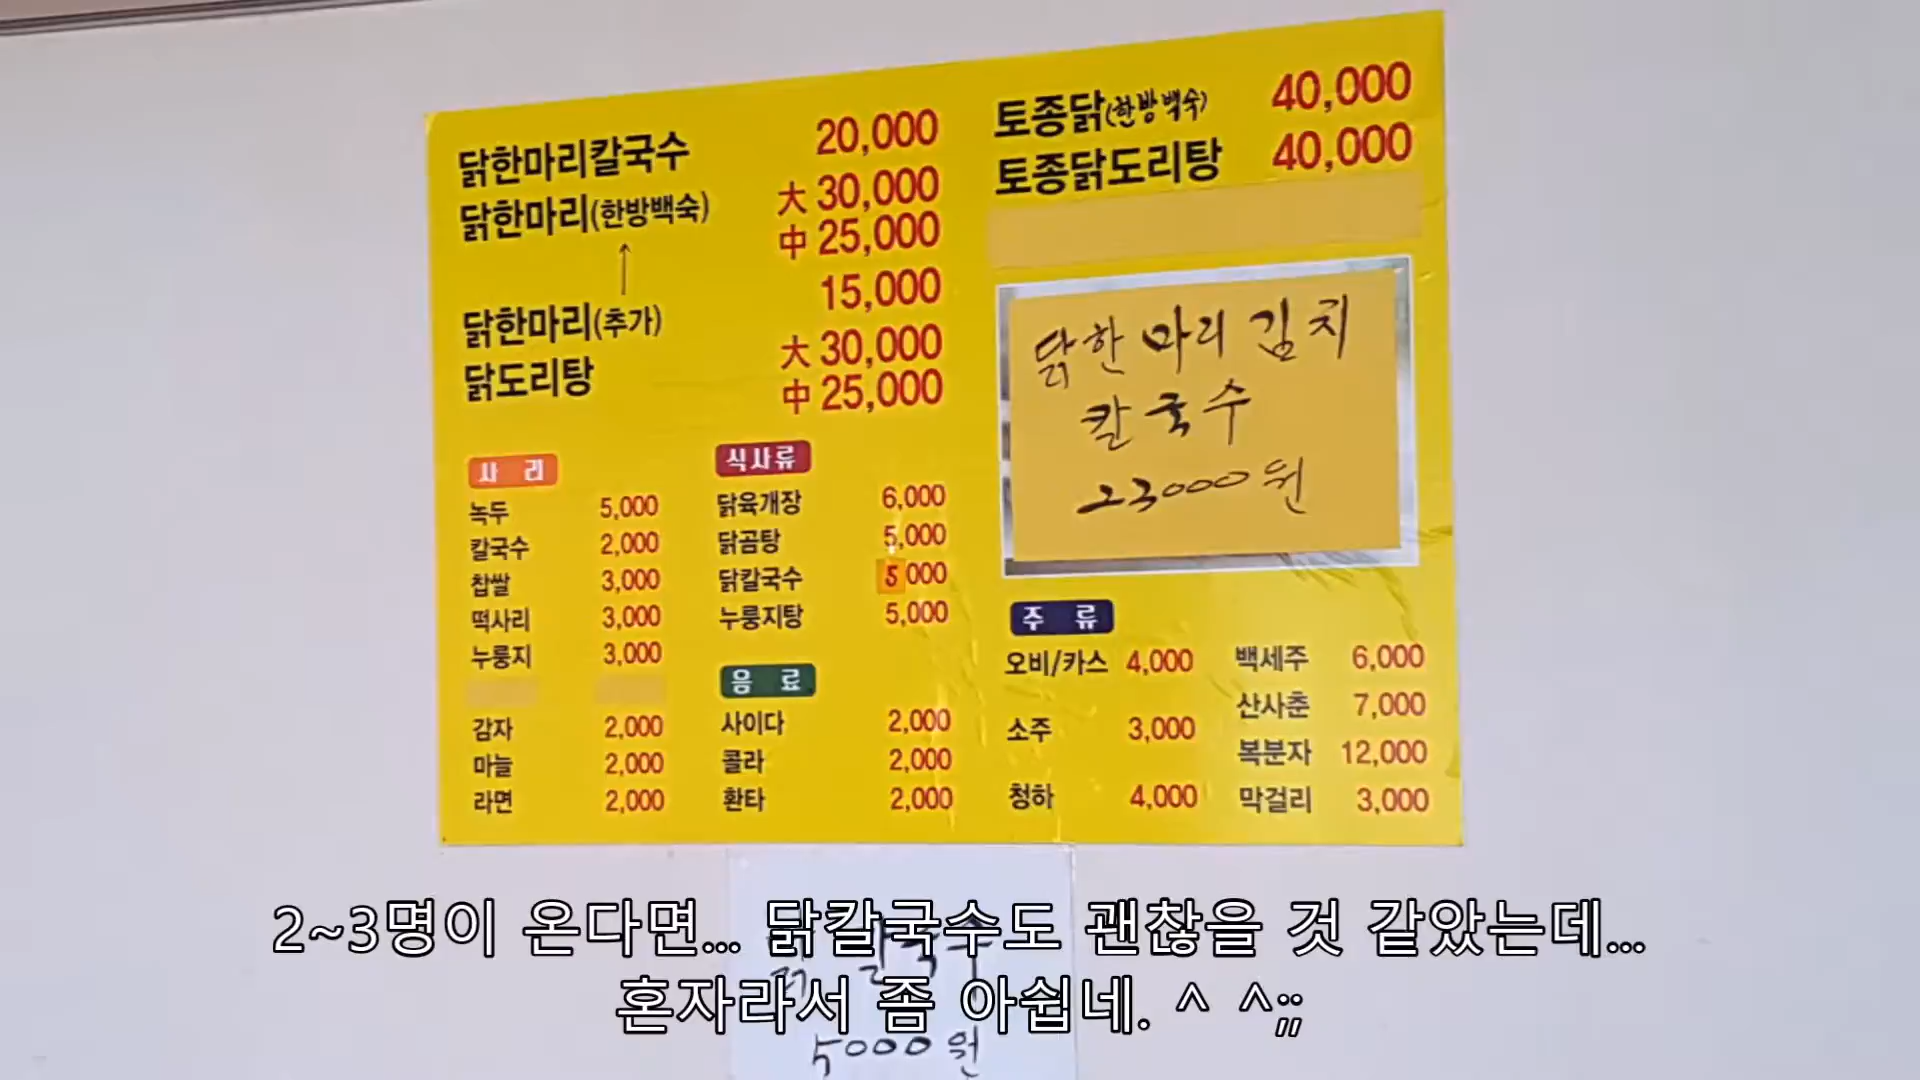 닭한마리칼국수 20,000
닭한마리(한방백숙) 大 30,000
中 25,000
↑
닭한마리(추가) 15,000
닭도리탕 大 30,000
中 25,000
토종닭(한방백숙) 40,000
토종닭도리탕 40,000
닭한마리 김치
칼국수
23000원
사 리
녹두 5,000
칼국수 2,000
찹쌀 3,000
떡사리 3,000
누룽지 3,000
감자 2,000
마늘 2,000
라면 2,000
식사류
닭육개장 6,000
닭곰탕 5,000
닭칼국수 5000
누룽지탕 5,000
음 료
사이다 2,000
콜라 2,000
환타 2,000
주 류
오비/카스 4,000
소주 3,000
청하 4,000
백세주 6,000
산사춘 7,000
복분자 12,000
막걸리 3,000
닭칼국수
5000원
2~3명이 온다면... 닭칼국수도 괜찮을 것 같았는데...
혼자라서 좀 아쉽네. ^ ^;;